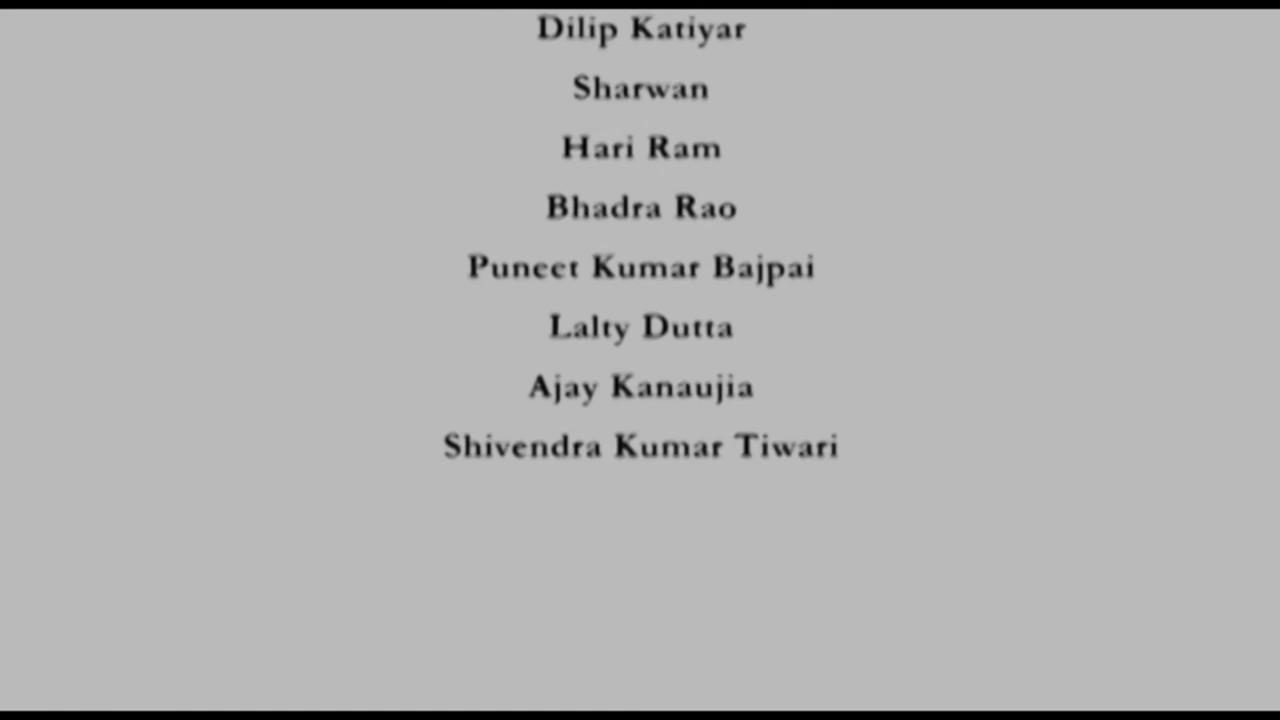 Dilip Katiyar
Sharwan
Hari Ram
Bhadra Rao
Puneet Kumar Bajpai
Lalty Dutta
Ajay Kanaujia
Shivendra Kumar Tiwari